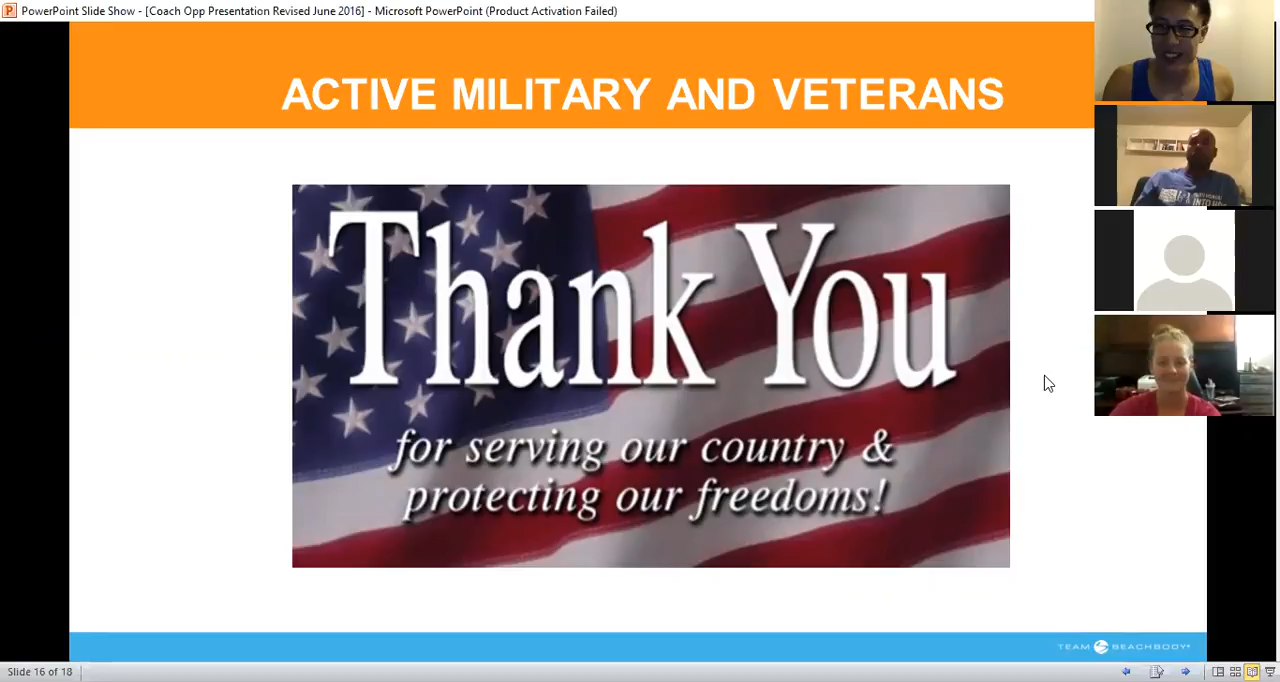 PowerPoint Slide Show - [Coach Opp Presentation Revised June 2016] - Microsoft PowerPoint (Product Activation Failed)
ACTIVE MILITARY AND VETERANS
Thank You
for serving our country &
protecting our freedoms!
TEAM BEACHBODY
Slide 16 of 18